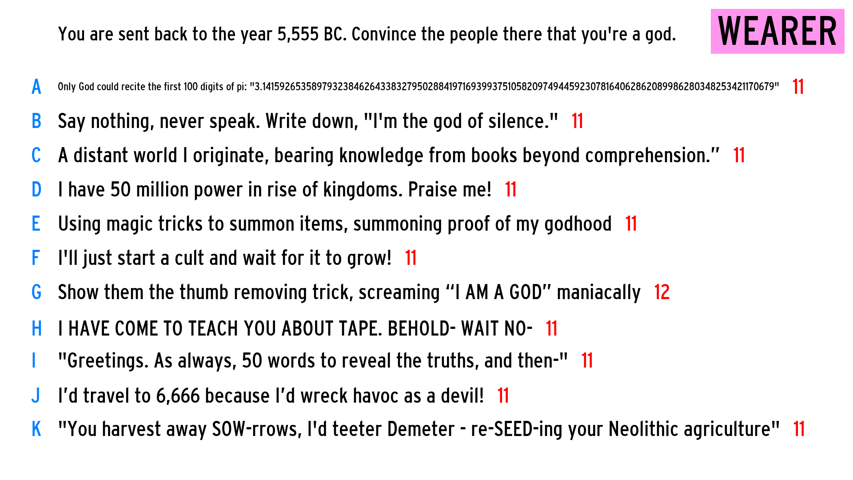 You are sent back to the year 5,555 BC. Convince the people there that you're a god.
WEARER
A Only God could recite the first 100 digits of pi: "3.1415926535897932384626433832795028841971693993751058209749445923078164062862089986280348253421170679" 11
B Say nothing, never speak. Write down, "I'm the god of silence." 11
C A distant world I originate, bearing knowledge from books beyond comprehension.” 11
D I have 50 million power in rise of kingdoms. Praise me! 11
E Using magic tricks to summon items, summoning proof of my godhood 11
F I'll just start a cult and wait for it to grow! 11
G Show them the thumb removing trick, screaming “I AM A GOD” maniacally 12
H I HAVE COME TO TEACH YOU ABOUT TAPE. BEHOLD- WAIT NO- 11
I "Greetings. As always, 50 words to reveal the truths, and then-" 11
J I’d travel to 6,666 because I’d wreck havoc as a devil! 11
K "You harvest away SOW-rrows, I'd teeter Demeter - re-SEED-ing your Neolithic agriculture" 11